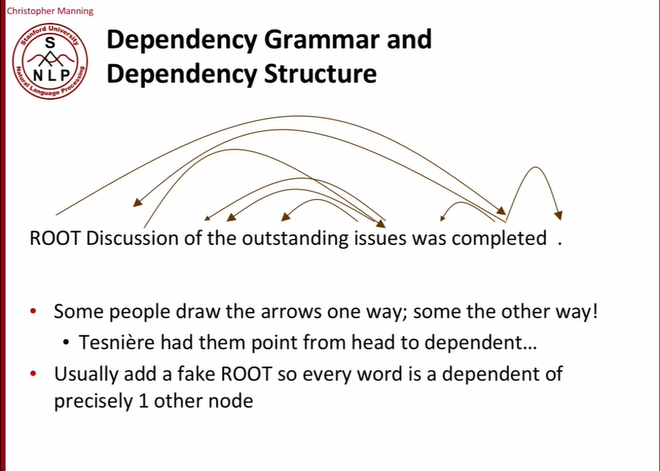 Christopher Manning
Stanford University
S
NLP
Natural Language Processing
Dependency Grammar and
Dependency Structure
ROOT Discussion of the outstanding issues was completed .
• Some people draw the arrows one way; some the other way!
• Tesnière had them point from head to dependent…
• Usually add a fake ROOT so every word is a dependent of
precisely 1 other node